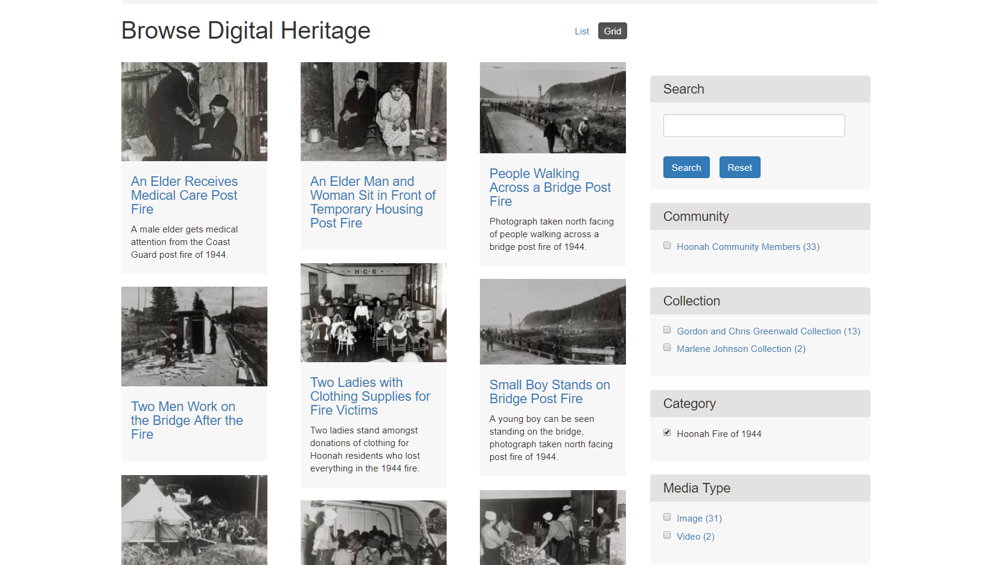 Browse Digital Heritage
List
Grid
An Elder Receives
Medical Care Post
Fire
A male elder gets medical
attention from the Coast
Guard post fire of 1944.
Two Men Work on
the Bridge After the
Fire
An Elder Man and
Woman Sit in Front of
Temporary Housing
Post Fire
H-G-S
Two Ladies with
Clothing Supplies for
Fire Victims
Two ladies stand amongst
donations of clothing for
Hoonah residents who lost
everything in the 1944 fire.
People Walking
Across a Bridge Post
Fire
Photograph taken north facing
of people walking across a
bridge post fire of 1944.
Small Boy Stands on
Bridge Post Fire
A young boy can be seen
standing on the bridge,
photograph taken north facing
post fire of 1944.
Search
Search
Reset
Community
Hoonah Community Members (33)
Collection
Gordon and Chris Greenwald Collection (13)
Marlene Johnson Collection (2)
Category
Hoonah Fire of 1944
Media Type
Image (31)
Video (2)